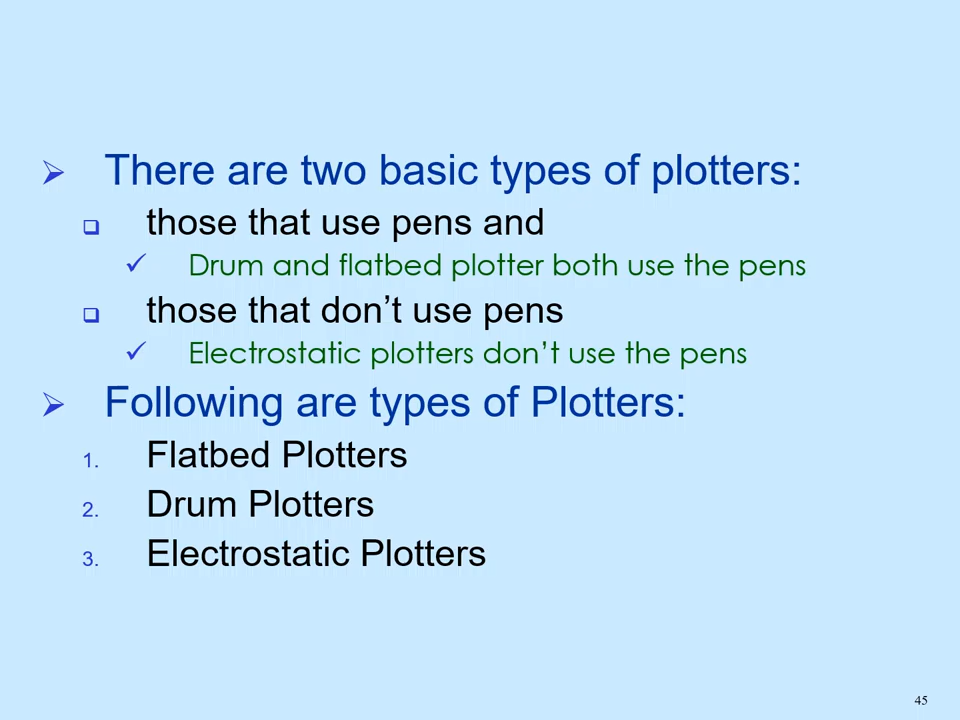 ➢ There are two basic types of plotters:
❑ those that use pens and
✓ Drum and flatbed plotter both use the pens
❑ those that don’t use pens
✓ Electrostatic plotters don’t use the pens
➢ Following are types of Plotters:
1. Flatbed Plotters
2. Drum Plotters
3. Electrostatic Plotters
45